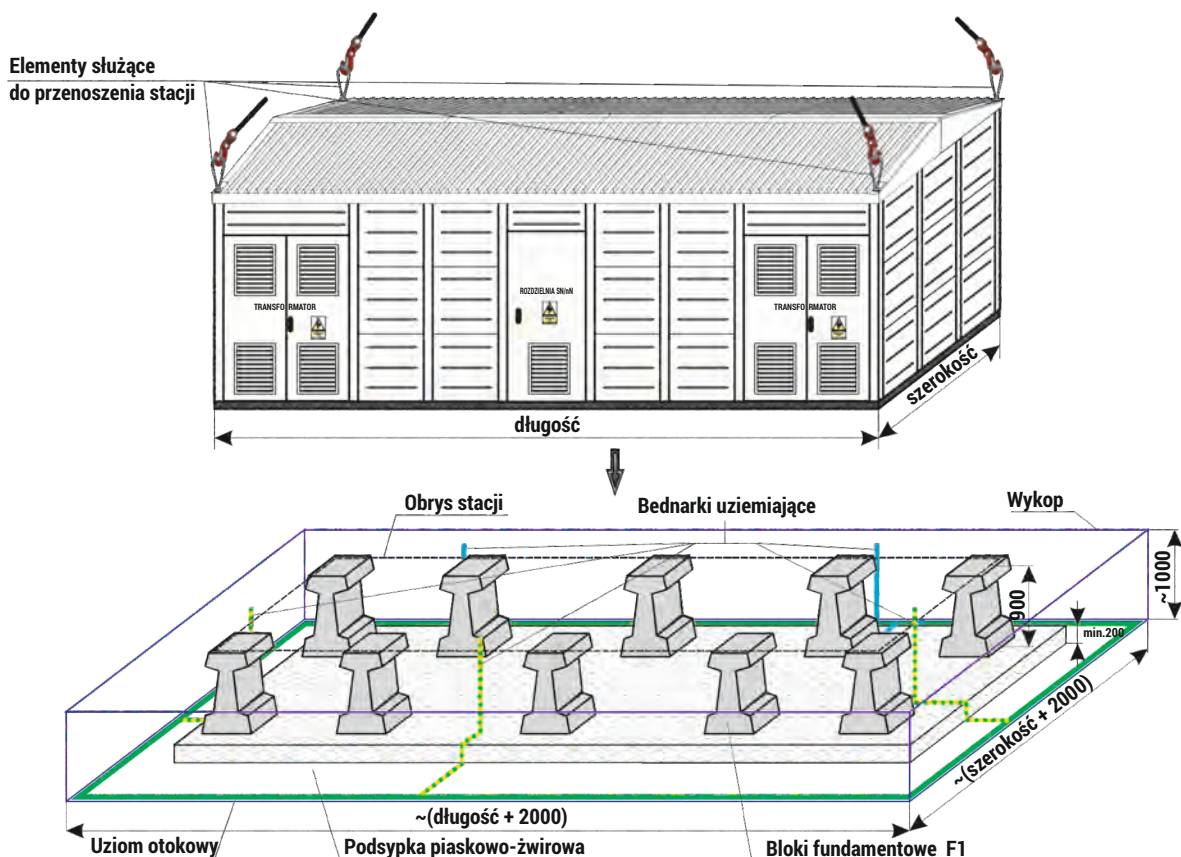 Elementy służące
do przenoszenia stacji
TRANSFORMATOR
ROZDZIELNIA SN/nN
TRANSFORMATOR
szerokość
długość
Obrys stacji
Bednarki uziemiające
Wykop
~1000
900
min.200
~(szerokość + 2000)
~(długość + 2000)
Uziom otokowy
Podsypka piaskowo-żwirowa
Bloki fundamentowe F1